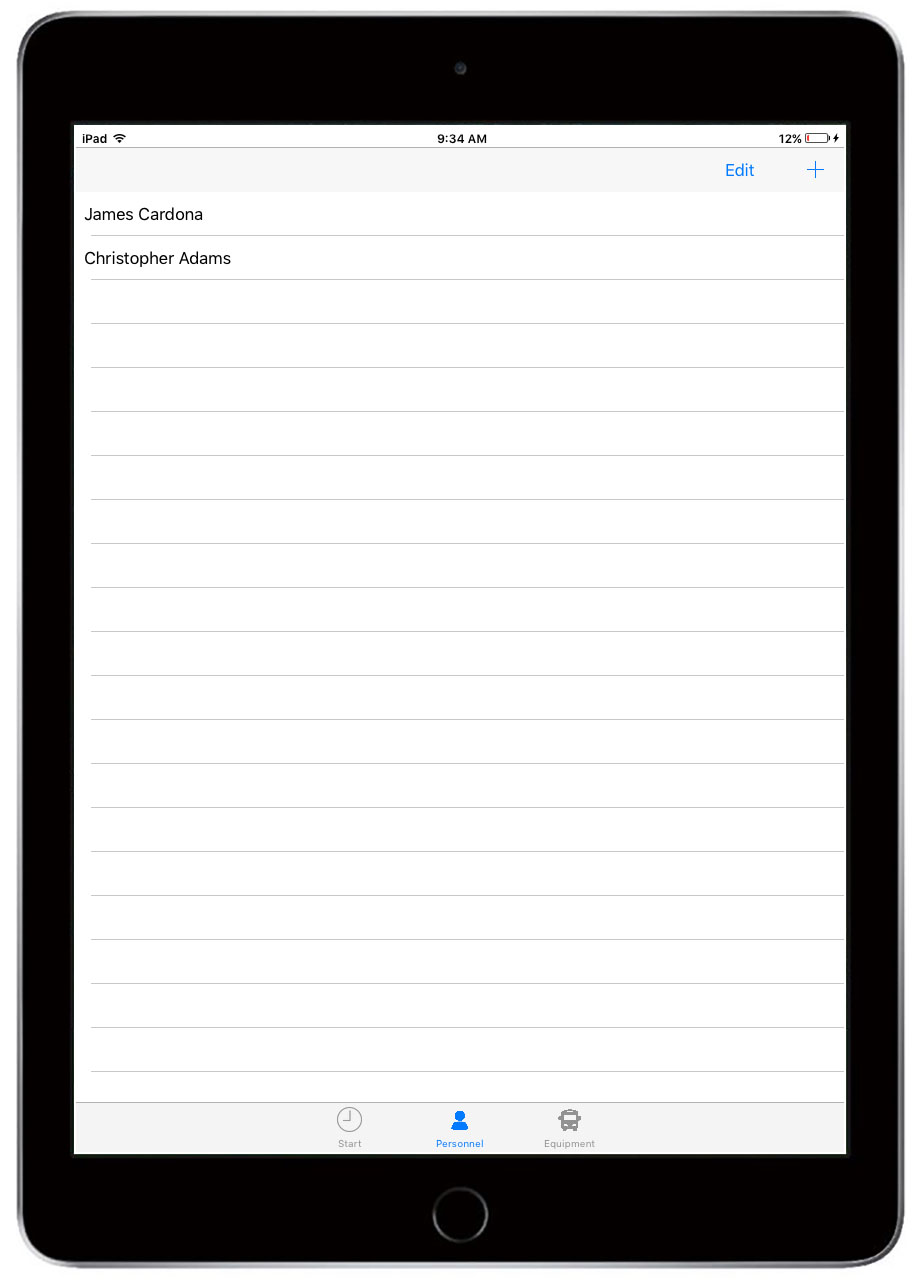 iPad 9:34 AM 12%
Edit
James Cardona
Christopher Adams
Start Personnel Equipment